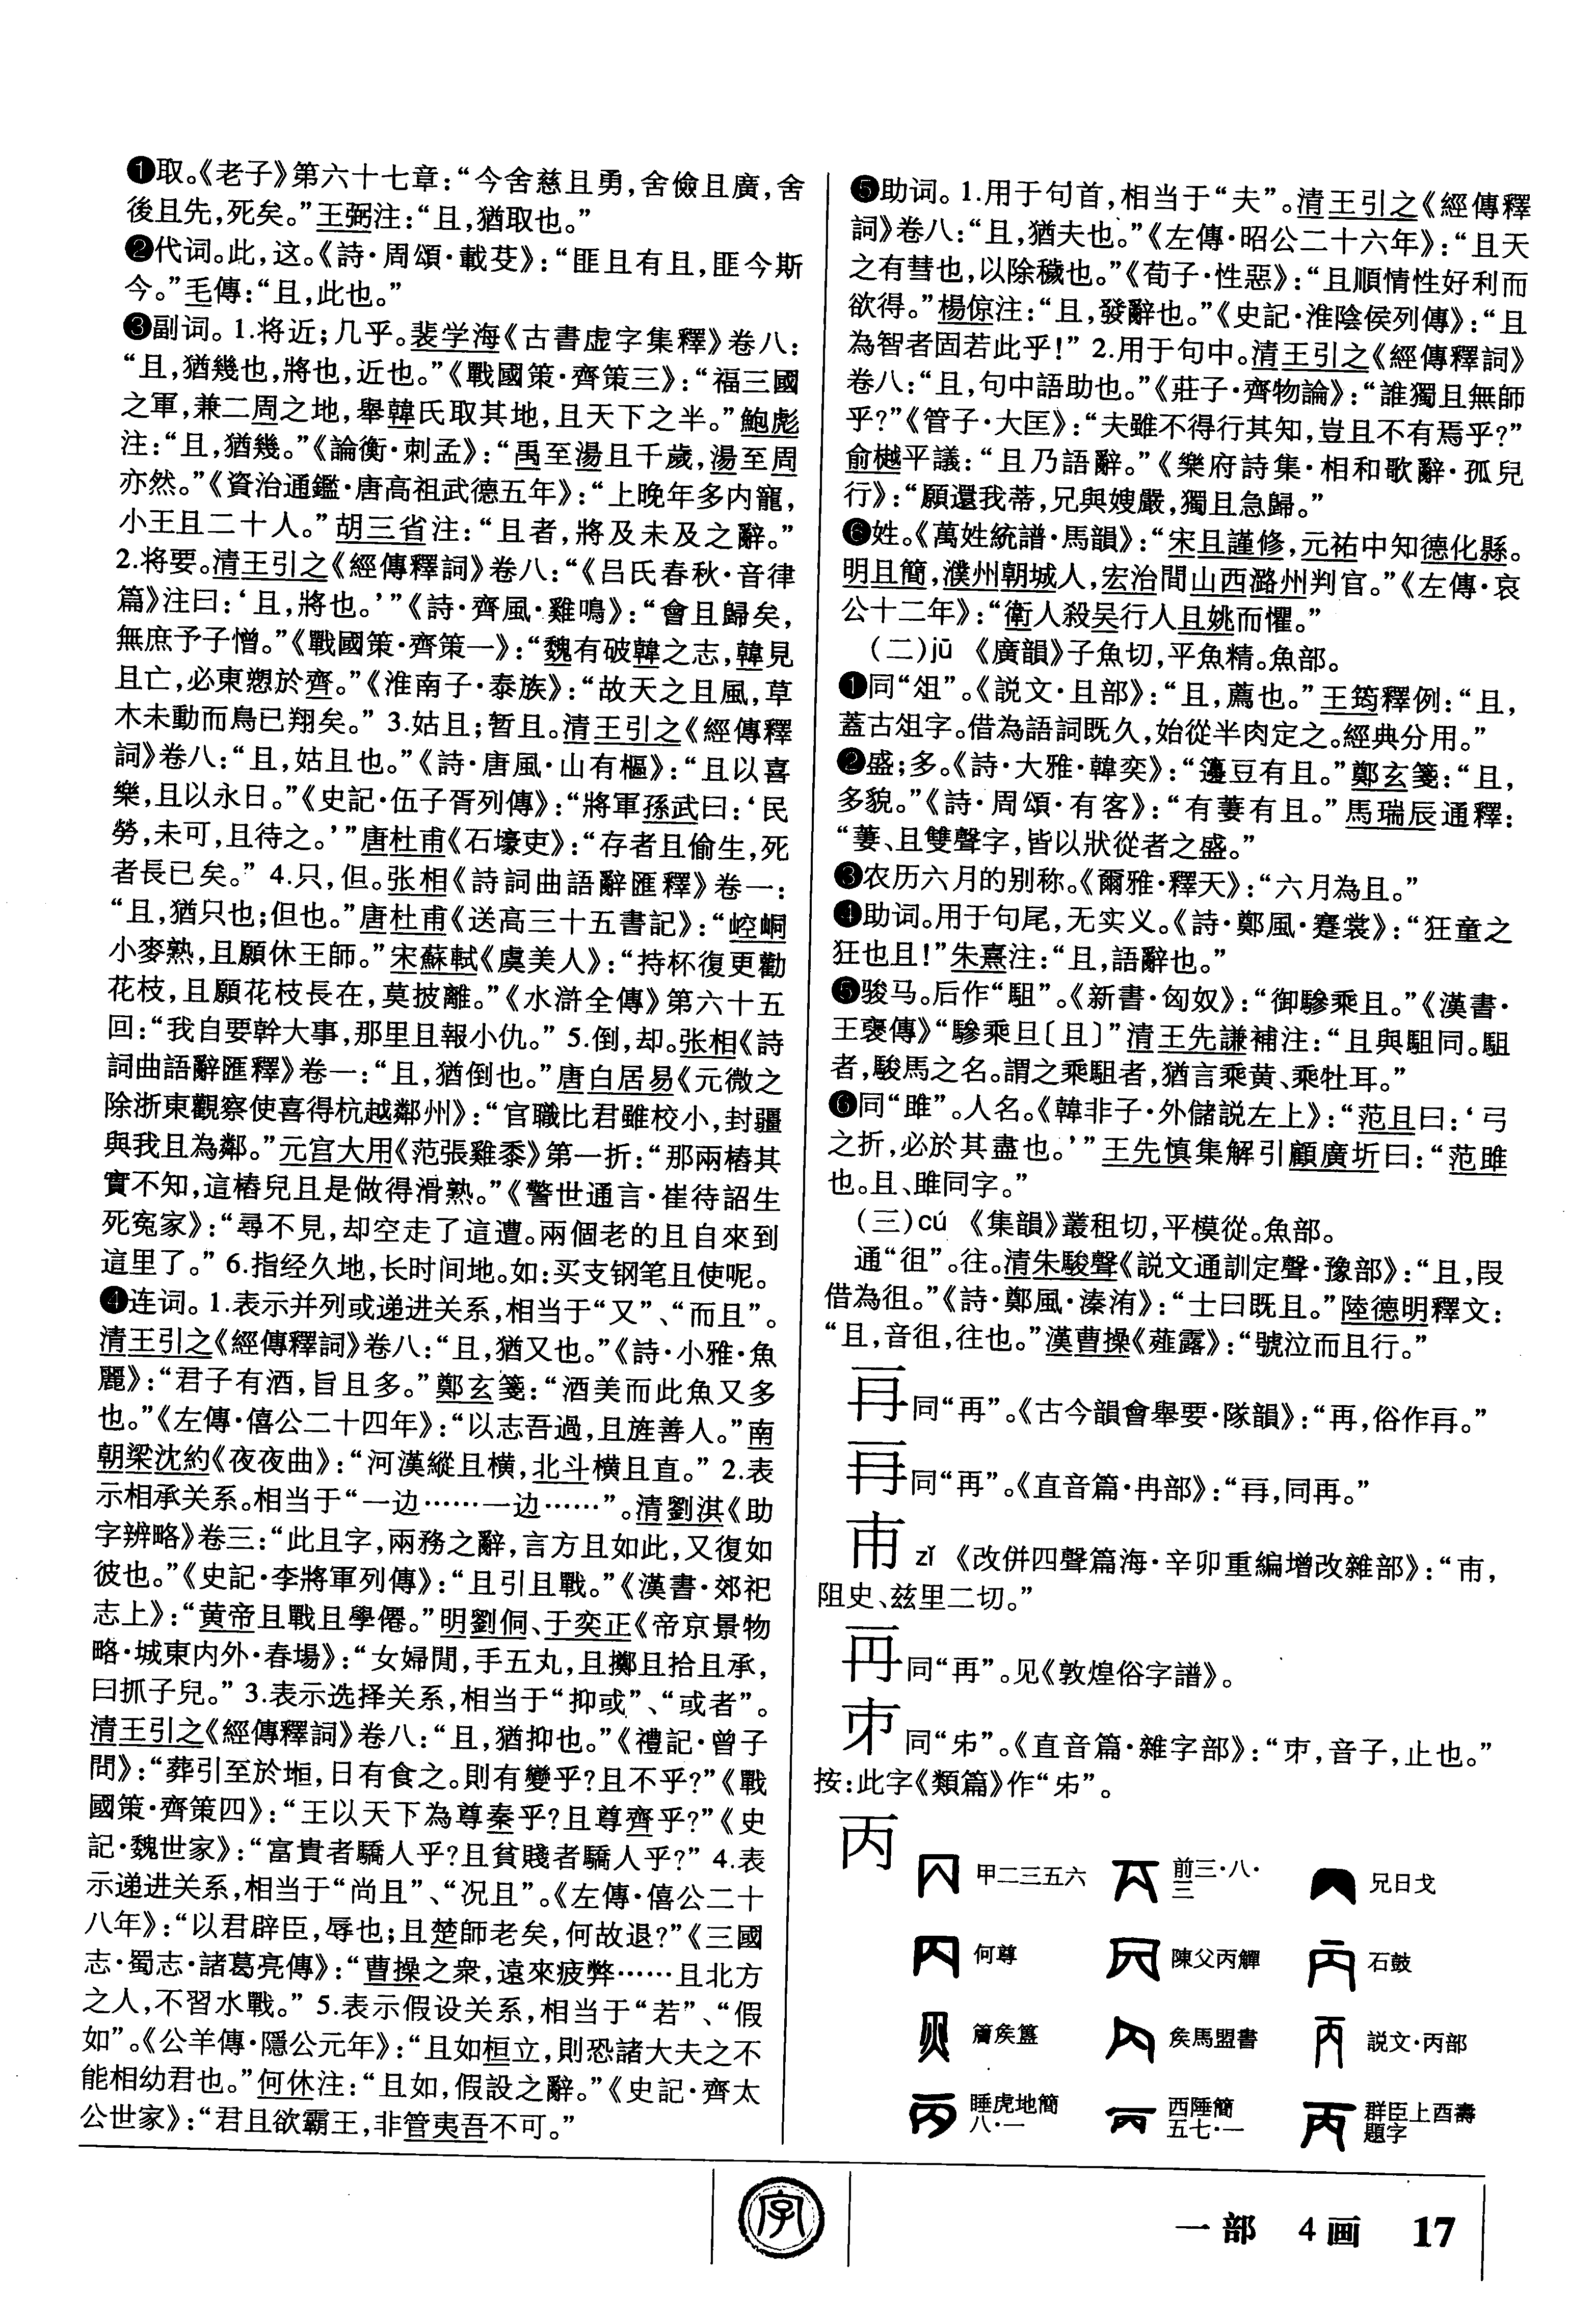 ❶取。《老子》第六十七章：“今舍慈且勇，舍儉且廣，舍
後且先，死矣。”王弼注：“且，猶取也。”
❷代词。此，这。《詩·周頌·載芟》：“匪且有且，匪今斯
今。”毛傳：“且，此也。”
❸副词。1.将近；几乎。裴学海《古書虚字集釋》卷八：
“且，猶幾也，將也，近也。”《戰國策·齊策三》：“福三國
之軍，兼二周之地，舉韓氏取其地，且天下之半。”鮑彪
注：“且，猶幾。”《論衡·刺孟》：“禹至湯且千歲，湯至周
亦然。”《資治通鑑·唐高祖武德五年》：“上晚年多内寵，
小王且二十人。”胡三省注：“且者，將及未及之辭。”
2.将要。清王引之《經傳釋詞》卷八：“《吕氏春秋·音律
篇》注曰：‘且，將也。’”《詩·齊風·雞鳴》：“會且歸矣，
無庶予子憎。”《戰國策·齊策一》：“魏有破韓之志，韓見
且亡，必東愬於齊。”《淮南子·泰族》：“故天之且風，草
木未動而鳥已翔矣。” 3.姑且；暂且。清王引之《經傳釋
詞》卷八：“且，姑且也。”《詩·唐風·山有樞》：“且以喜
樂，且以永日。”《史記·伍子胥列傳》：“將軍孫武曰：‘民
勞，未可，且待之。’”唐杜甫《石壕吏》：“存者且偷生，死
者長已矣。” 4.只，但。张相《詩詞曲語辭匯釋》卷一：
“且，猶只也；但也。”唐杜甫《送高三十五書記》：“崆峒
小麥熟，且願休王師。”宋蘇軾《虞美人》：“持杯復更勸
花枝，且願花枝長在，莫披離。”《水滸全傳》第六十五
回：“我自要幹大事，那里且報小仇。” 5.倒，却。张相《詩
詞曲語辭匯釋》卷一：“且，猶倒也。”唐白居易《元微之
除浙東觀察使喜得杭越鄰州》：“官職比君雖校小，封疆
與我且為鄰。”元宫大用《范張雞黍》第一折：“那兩樁其
實不知，這樁兒且是做得滑熟。”《警世通言·崔待詔生
死寃家》：“尋不見，却空走了這遭。兩個老的且自來到
這里了。” 6.指经久地，长时间地。如：买支钢笔且使呢。
❹连词。1.表示并列或递进关系，相当于“又”、“而且”。
清王引之《經傳釋詞》卷八：“且，猶又也。”《詩·小雅·魚
麗》：“君子有酒，旨且多。”鄭玄箋：“酒美而此魚又多
也。”《左傳·僖公二十四年》：“以志吾過，且旌善人。”南
朝梁沈約《夜夜曲》：“河漢縱且横，北斗横且直。” 2.表
示相承关系。相当于“一边……一边……”。清劉淇《助
字辨略》卷三：“此且字，兩務之辭，言方且如此，又復如
彼也。”《史記·李將軍列傳》：“且引且戰。”《漢書·郊祀
志上》：“黄帝且戰且學僊。”明劉侗、于奕正《帝京景物
略·城東内外·春場》：“女婦閒，手五丸，且擲且拾且承，
曰抓子兒。” 3.表示选择关系，相当于“抑或”、“或者”。
清王引之《經傳釋詞》卷八：“且，猶抑也。”《禮記·曾子
問》：“葬引至於堩，日有食之。則有變乎？且不乎？”《戰
國策·齊策四》：“王以天下為尊秦乎？且尊齊乎？”《史
記·魏世家》：“富貴者驕人乎？且貧賤者驕人乎？” 4.表
示递进关系，相当于“尚且”、“况且”。《左傳·僖公二十
八年》：“以君辟臣，辱也；且楚師老矣，何故退？”《三國
志·蜀志·諸葛亮傳》：“曹操之衆，遠來疲弊……且北方
之人，不習水戰。” 5.表示假设关系，相当于“若”、“假
如”。《公羊傳·隱公元年》：“且如桓立，則恐諸大夫之不
能相幼君也。”何休注：“且如，假設之辭。”《史記·齊太
公世家》：“君且欲霸王，非管夷吾不可。”
❺助词。1.用于句首，相当于“夫”。清王引之《經傳釋
詞》卷八：“且，猶夫也。”《左傳·昭公二十六年》：“且天
之有彗也，以除穢也。”《荀子·性惡》：“且順情性好利而
欲得。”楊倞注：“且，發辭也。”《史記·淮陰侯列傳》：“且
為智者固若此乎！” 2.用于句中。清王引之《經傳釋詞》
卷八：“且，句中語助也。”《莊子·齊物論》：“誰獨且無師
乎？”《管子·大匡》：“夫雖不得行其知，豈且不有焉乎？”
俞樾平議：“且乃語辭。”《樂府詩集·相和歌辭·孤兒
行》：“願還我蒂，兄與嫂嚴，獨且急歸。”
❻姓。《萬姓統譜·馬韻》：“宋且謹修，元祐中知德化縣。
明且簡，濮州朝城人，宏治間山西潞州判官。”《左傳·哀
公十二年》：“衛人殺吴行人且姚而懼。”
（二）jū 《廣韻》子魚切，平魚精。魚部。
❶同“俎”。《説文·且部》：“且，薦也。”王筠釋例：“且，
蓋古俎字。借為語詞既久，始從半肉定之。經典分用。”
❷盛；多。《詩·大雅·韓奕》：“籩豆有且。”鄭玄箋：“且，
多貌。”《詩·周頌·有客》：“有萋有且。”馬瑞辰通釋：
“萋、且雙聲字，皆以狀從者之盛。”
❸农历六月的别称。《爾雅·釋天》：“六月為且。”
❹助词。用于句尾，无实义。《詩·鄭風·蹇裳》：“狂童之
狂也且！”朱熹注：“且，語辭也。”
❺骏马。后作“駔”。《新書·匈奴》：“御驂乘且。”《漢書·
王褒傳》“驂乘旦〔且〕”清王先謙補注：“且與駔同。駔
者，駿馬之名。謂之乘駔者，猶言乘黄、乘牡耳。”
❻同“雎”。人名。《韓非子·外儲説左上》：“范且曰：‘弓
之折，必於其盡也。’”王先慎集解引顧廣圻曰：“范雎
也。且、雎同字。”
（三）cú 《集韻》叢租切，平模從。魚部。
通“徂”。往。清朱駿聲《説文通訓定聲·豫部》：“且，叚
借為徂。”《詩·鄭風·溱洧》：“士曰既且。”陸德明釋文：
“且，音徂，往也。”漢曹操《薤露》：“號泣而且行。”
同“再”。《古今韻會舉要·隊韻》：“再，俗作。”
同“再”。《直音篇·冉部》：“，同再。”
zǐ 《改併四聲篇海·辛卯重編增改雜部》：“，
阻史、兹里二切。”
同“再”。见《敦煌俗字譜》。
同“”。《直音篇·雜字部》：“，音子，止也。”
按：此字《類篇》作“”。
丙
甲二三五六 前三·八·三 兄日戈
何尊 陳父丙觶 石鼓
簠矦簋 矦馬盟書 説文·丙部
睡虎地簡八·一 西陲簡五七·一 群臣上酉壽題字
字
一部 4画 17